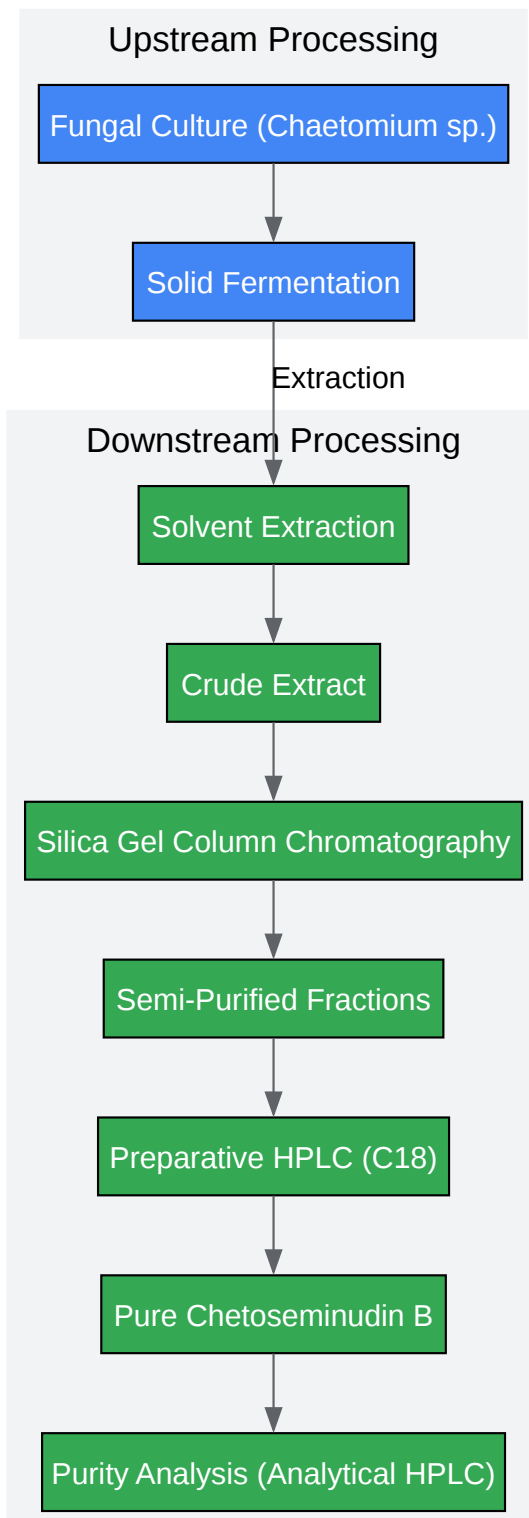 Upstream Processing
Fungal Culture (Chaetomium sp.)
Solid Fermentation
Extraction
Downstream Processing
Solvent Extraction
Crude Extract
Silica Gel Column Chromatography
Semi-Purified Fractions
Preparative HPLC (C18)
Pure Chetoseminudin B
Purity Analysis (Analytical HPLC)